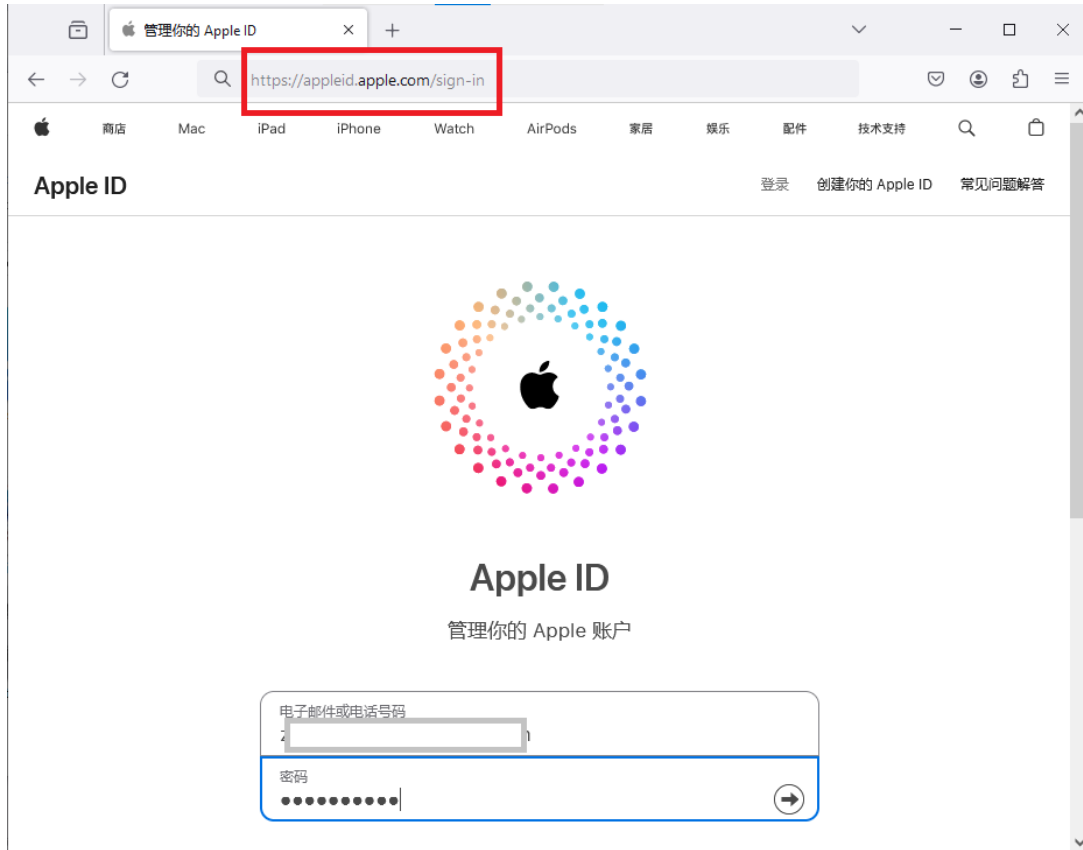 管理你的 Apple ID
https://appleid.apple.com/sign-in
商店 Mac iPad iPhone Watch AirPods 家居 娱乐 配件 技术支持
Apple ID 登录 创建你的 Apple ID 常见问题解答
Apple ID
管理你的 Apple 账户
电子邮件或电话号码
密码